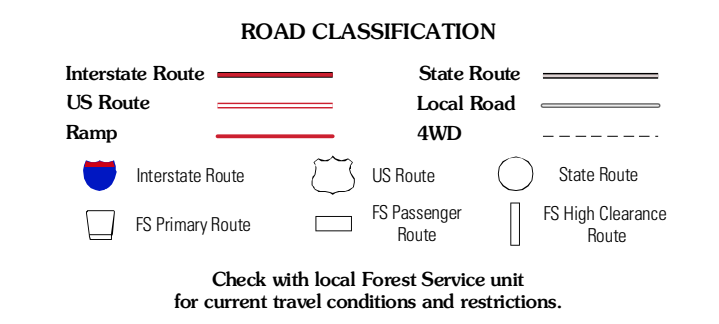 ROAD CLASSIFICATION
Interstate Route
State Route
US Route
Local Road
Ramp
4WD
Interstate Route
US Route
State Route
FS Primary Route
FS Passenger
Route
FS High Clearance
Route
Check with local Forest Service unit
for current travel conditions and restrictions.